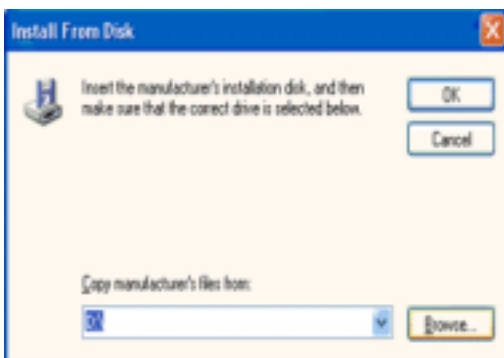 Install From Disk
Insert the manufacturer's installation disk, and then
make sure that the correct drive is selected below.
OK
Cancel
Copy manufacturer's files from:
D:\
Browse...